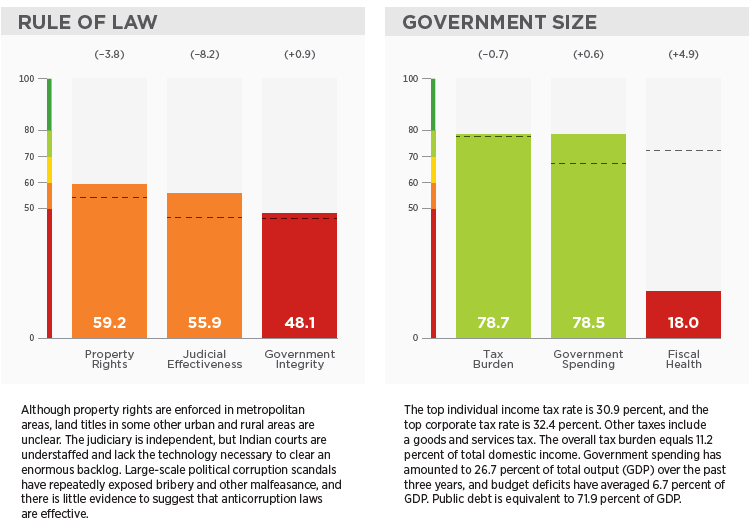 RULE OF LAW
(–3.8) (–8.2) (+0.9)
100
80
70
60
50
0
59.2 55.9 48.1
Property Judicial Government
Rights Effectiveness Integrity
Although property rights are enforced in metropolitan
areas, land titles in some other urban and rural areas are
unclear. The judiciary is independent, but Indian courts are
understaffed and lack the technology necessary to clear an
enormous backlog. Large-scale political corruption scandals
have repeatedly exposed bribery and other malfeasance, and
there is little evidence to suggest that anticorruption laws
are effective.
GOVERNMENT SIZE
(–0.7) (+0.6) (+4.9)
100
80
70
60
50
0
78.7 78.5 18.0
Tax Government Fiscal
Burden Spending Health
The top individual income tax rate is 30.9 percent, and the
top corporate tax rate is 32.4 percent. Other taxes include
a goods and services tax. The overall tax burden equals 11.2
percent of total domestic income. Government spending has
amounted to 26.7 percent of total output (GDP) over the past
three years, and budget deficits have averaged 6.7 percent of
GDP. Public debt is equivalent to 71.9 percent of GDP.